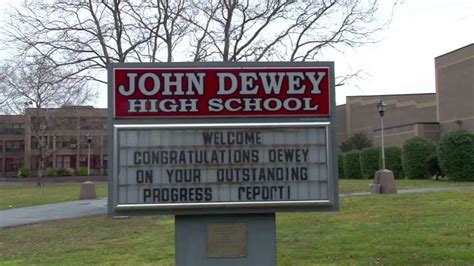 JOHN DEWEY
HIGH SCHOOL
WELCOME
CONGRATULATIONS DEWEY
ON YOUR OUTSTANDING
PROGRESS REPORT!